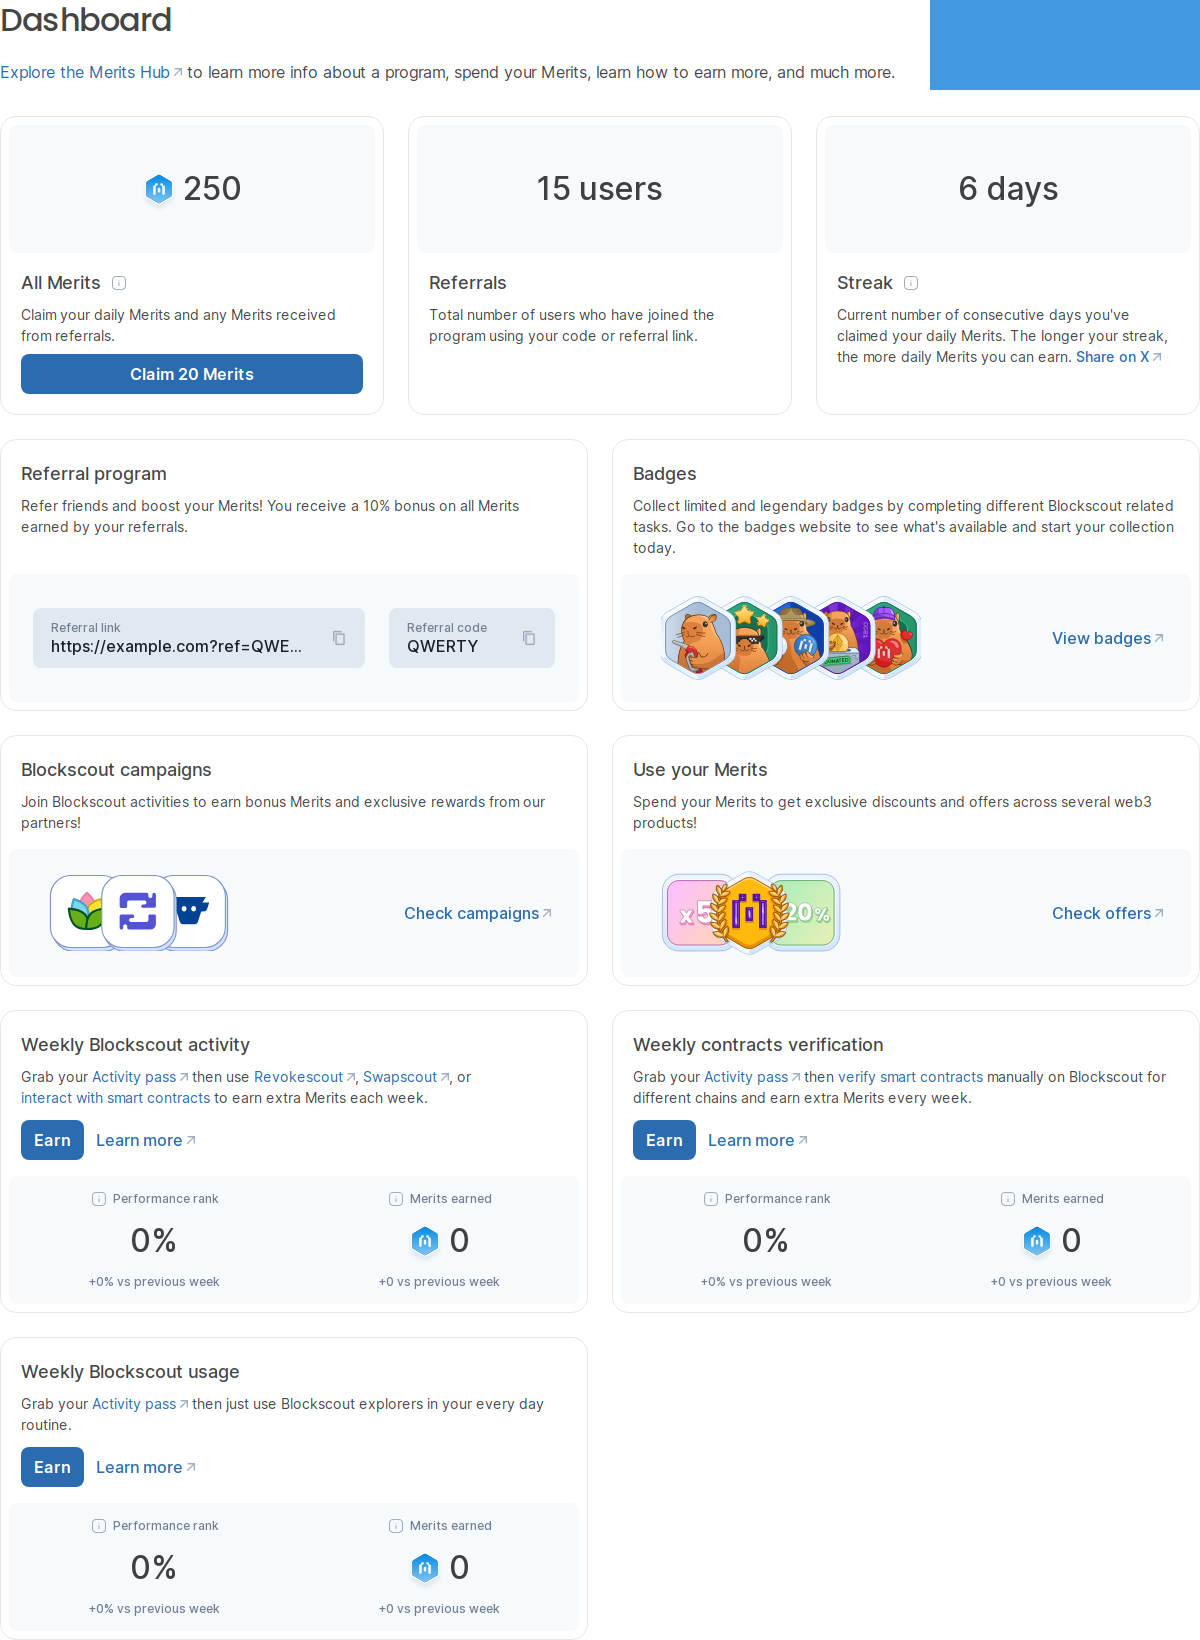 Dashboard
Explore the Merits Hub to learn more info about a program, spend your Merits, learn how to earn more, and much more.
250
All Merits
Claim your daily Merits and any Merits received
from referrals.
Claim 20 Merits
15 users
Referrals
Total number of users who have joined the
program using your code or referral link.
6 days
Streak
Current number of consecutive days you've
claimed your daily Merits. The longer your streak,
the more daily Merits you can earn. Share on X
Referral program
Refer friends and boost your Merits! You receive a 10% bonus on all Merits
earned by your referrals.
Referral link
https://example.com?ref=QWE...
Referral code
QWERTY
Badges
Collect limited and legendary badges by completing different Blockscout related
tasks. Go to the badges website to see what's available and start your collection
today.
View badges
Blockscout campaigns
Join Blockscout activities to earn bonus Merits and exclusive rewards from our
partners!
Check campaigns
Use your Merits
Spend your Merits to get exclusive discounts and offers across several web3
products!
x5
20%
Check offers
Weekly Blockscout activity
Grab your Activity pass then use Revokescout, Swapscout, or
interact with smart contracts to earn extra Merits each week.
Earn Learn more
Performance rank
0%
+0% vs previous week
Merits earned
0
+0 vs previous week
Weekly contracts verification
Grab your Activity pass then verify smart contracts manually on Blockscout for
different chains and earn extra Merits every week.
Earn Learn more
Performance rank
0%
+0% vs previous week
Merits earned
0
+0 vs previous week
Weekly Blockscout usage
Grab your Activity pass then just use Blockscout explorers in your every day
routine.
Earn Learn more
Performance rank
0%
+0% vs previous week
Merits earned
0
+0 vs previous week